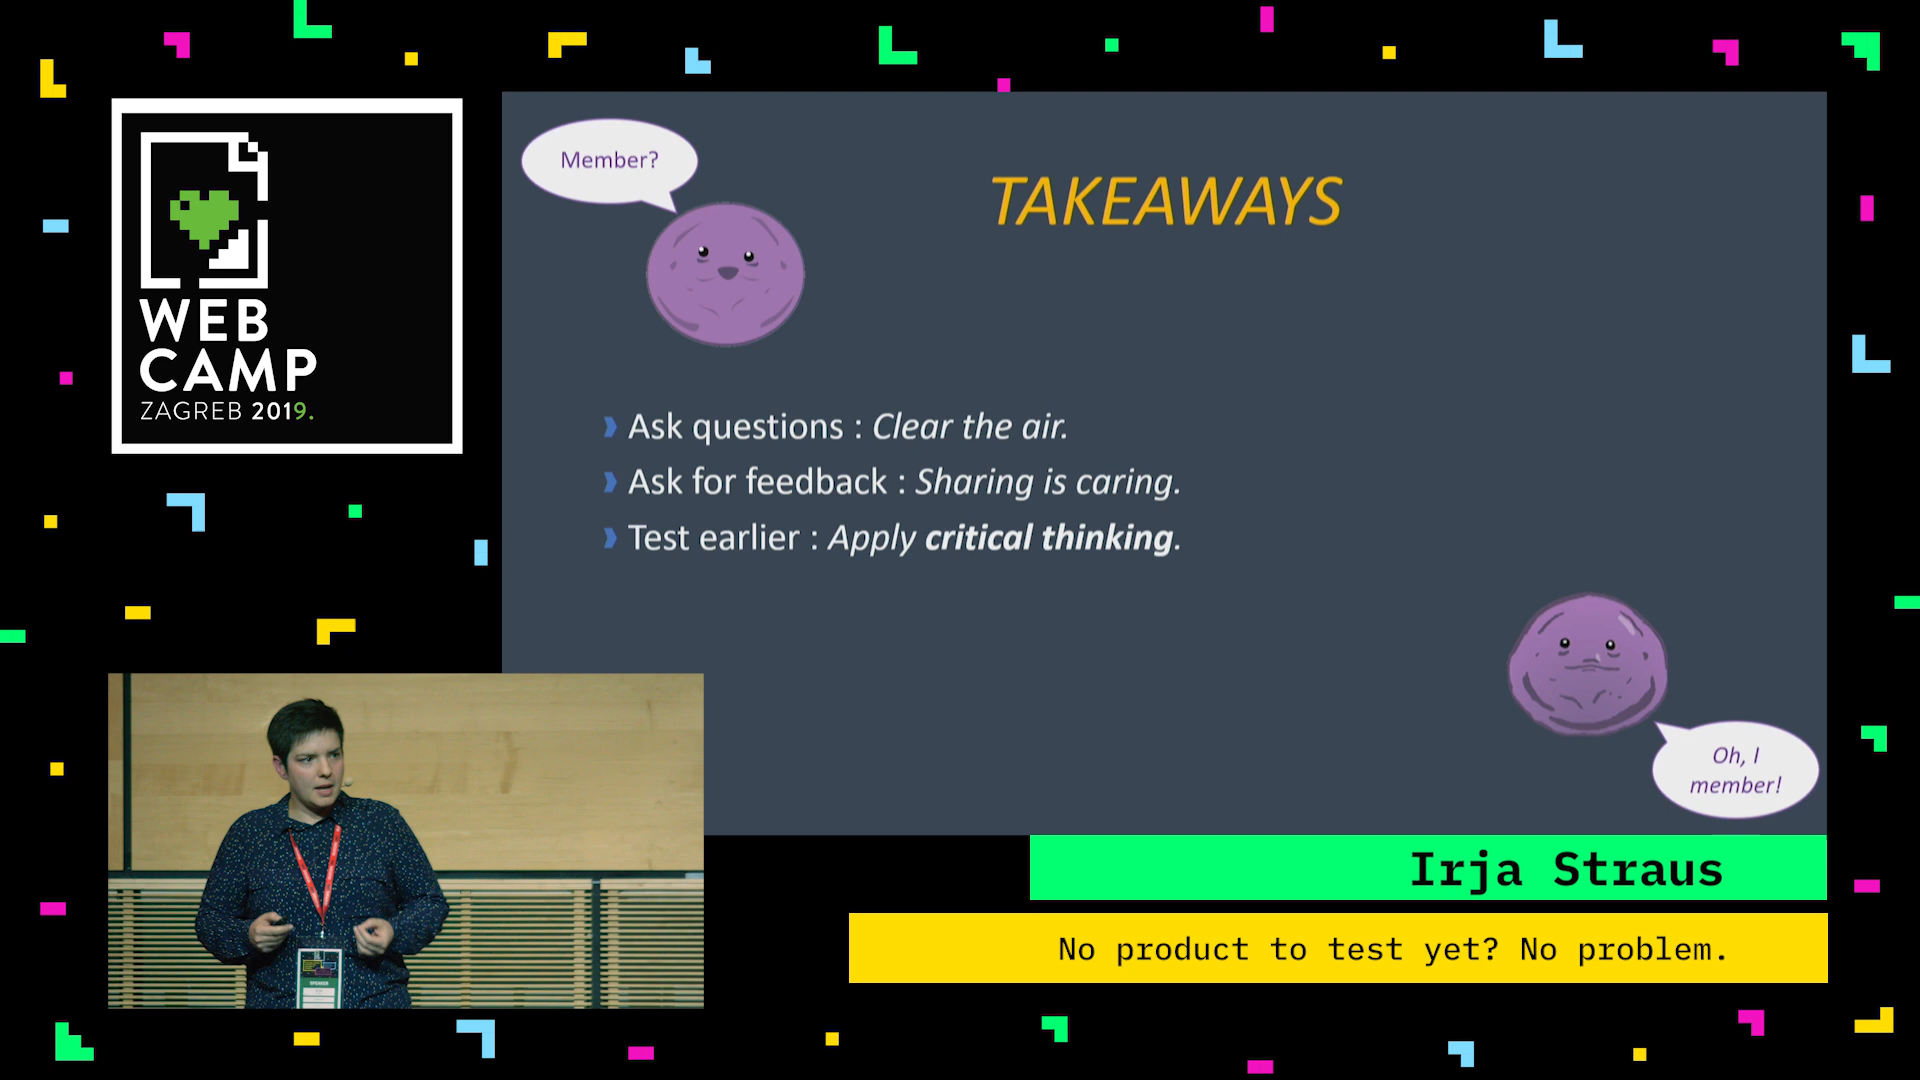 WEB
CAMP
ZAGREB 2019.
Member?
TAKEAWAYS
Ask questions : Clear the air.
Ask for feedback : Sharing is caring.
Test earlier : Apply critical thinking.
Oh, I
member!
SPEAKER
Irja Straus
No product to test yet? No problem.